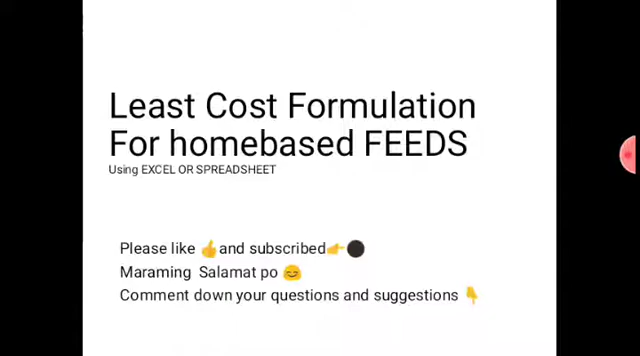 Least Cost Formulation
For homebased FEEDS
Using EXCEL OR SPREADSHEET
Please like 👍and subscribed👉⚫
Maraming Salamat po 😊
Comment down your questions and suggestions 👇